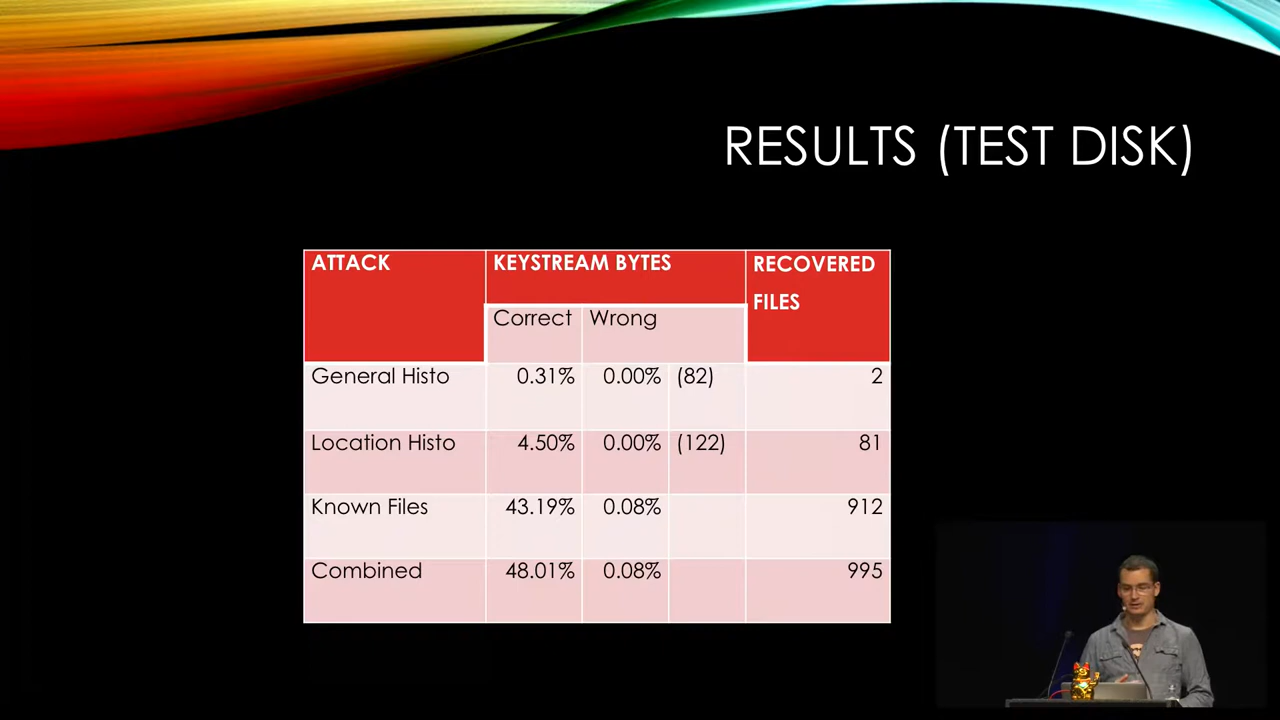 RESULTS (TEST DISK)
ATTACK KEYSTREAM BYTES RECOVERED
FILES
Correct Wrong
General Histo 0.31% 0.00% (82) 2
Location Histo 4.50% 0.00% (122) 81
Known Files 43.19% 0.08% 912
Combined 48.01% 0.08% 995